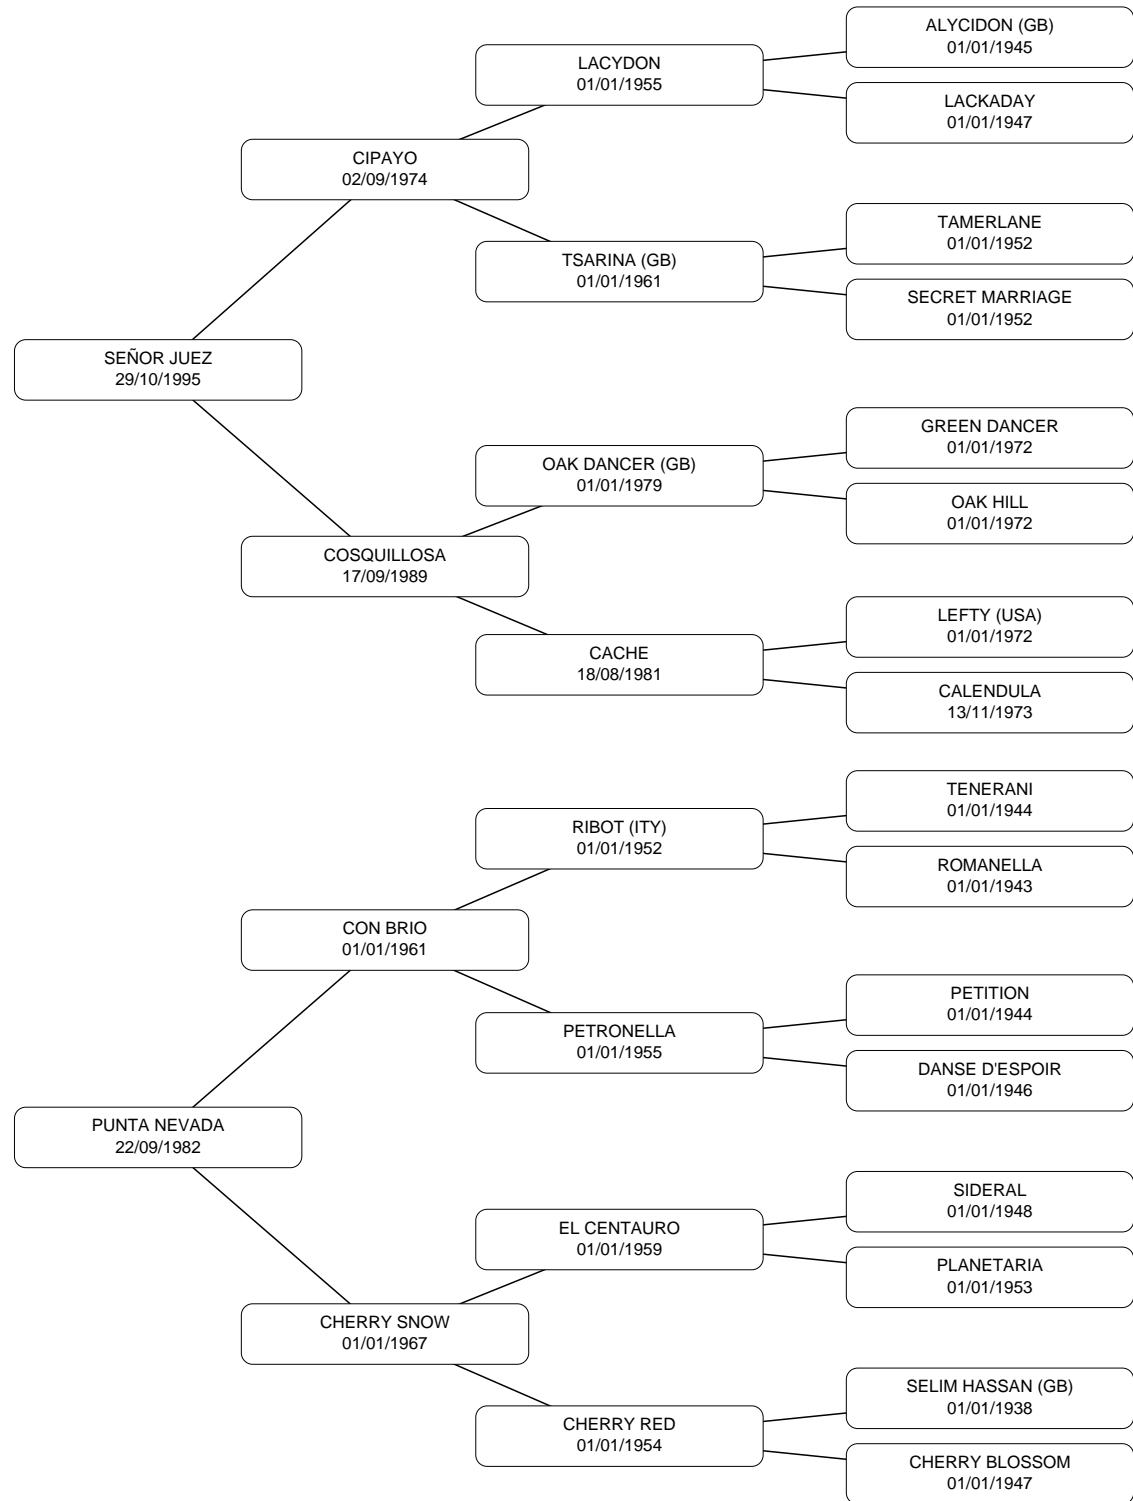 ALYCIDON (GB)
01/01/1945
LACYDON
01/01/1955
LACKADAY
01/01/1947
CIPAYO
02/09/1974
TAMERLANE
01/01/1952
TSARINA (GB)
01/01/1961
SECRET MARRIAGE
01/01/1952
SEÑOR JUEZ
29/10/1995
GREEN DANCER
01/01/1972
OAK DANCER (GB)
01/01/1979
OAK HILL
01/01/1972
COSQUILLOSA
17/09/1989
LEFTY (USA)
01/01/1972
CACHE
18/08/1981
CALENDULA
13/11/1973
TENERANI
01/01/1944
RIBOT (ITY)
01/01/1952
ROMANELLA
01/01/1943
CON BRIO
01/01/1961
PETITION
01/01/1944
PETRONELLA
01/01/1955
DANSE D'ESPOIR
01/01/1946
PUNTA NEVADA
22/09/1982
SIDERAL
01/01/1948
EL CENTAURO
01/01/1959
PLANETARIA
01/01/1953
CHERRY SNOW
01/01/1967
SELIM HASSAN (GB)
01/01/1938
CHERRY RED
01/01/1954
CHERRY BLOSSOM
01/01/1947